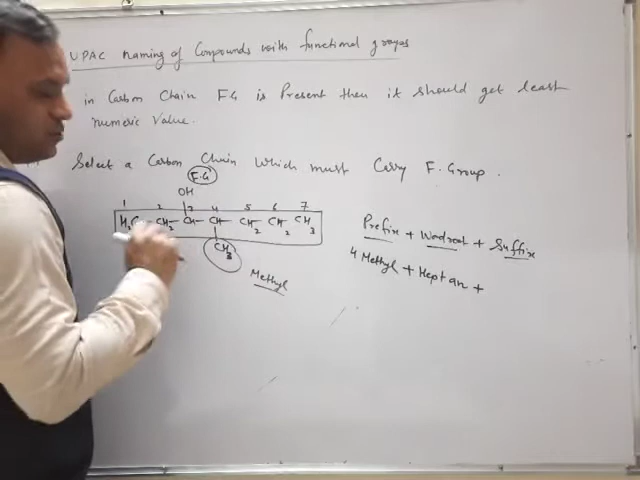 UPAC naming of Compounds with functional groups
in Carbon Chain FG is Present then it should get least
numeric value.
Select a Carbon Chain which must Carry F. Group.
F.G
OH
1 2 3 4 5 6 7
H3C - CH2 - CH - CH - CH2 - CH2 - CH3
CH3
Methyl
Prefix + Wordroot + Suffix
4 Methyl + Heptan +